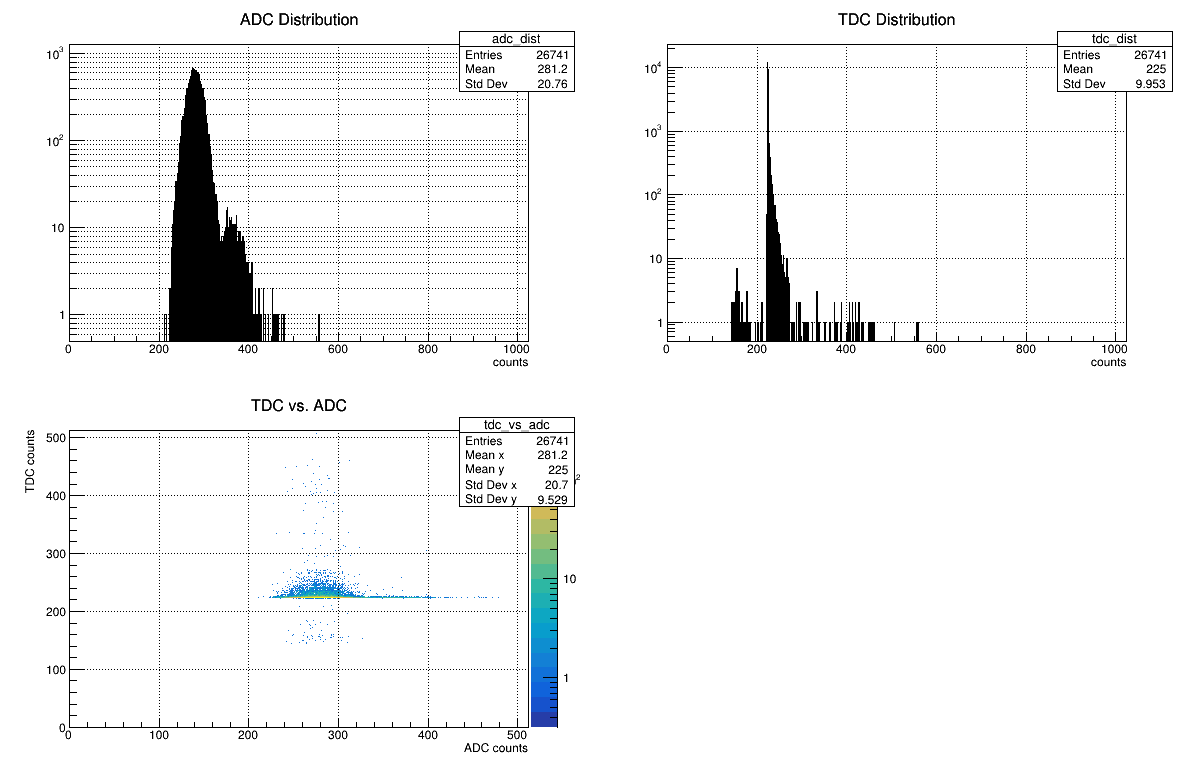 ADC Distribution
adc_dist
Entries 26741
Mean 281.2
Std Dev 20.76
10³
10²
10
1
0 200 400 600 800 1000
counts
TDC Distribution
tdc_dist
Entries 26741
Mean 225
Std Dev 9.953
10⁴
10³
10²
10
1
0 200 400 600 800 1000
counts
TDC vs. ADC
tdc_vs_adc
Entries 26741
Mean x 281.2
Mean y 225
Std Dev x 20.7
Std Dev y 9.529
TDC counts
500
400
300
200
100
0
0 100 200 300 400 500
ADC counts
2
10
1